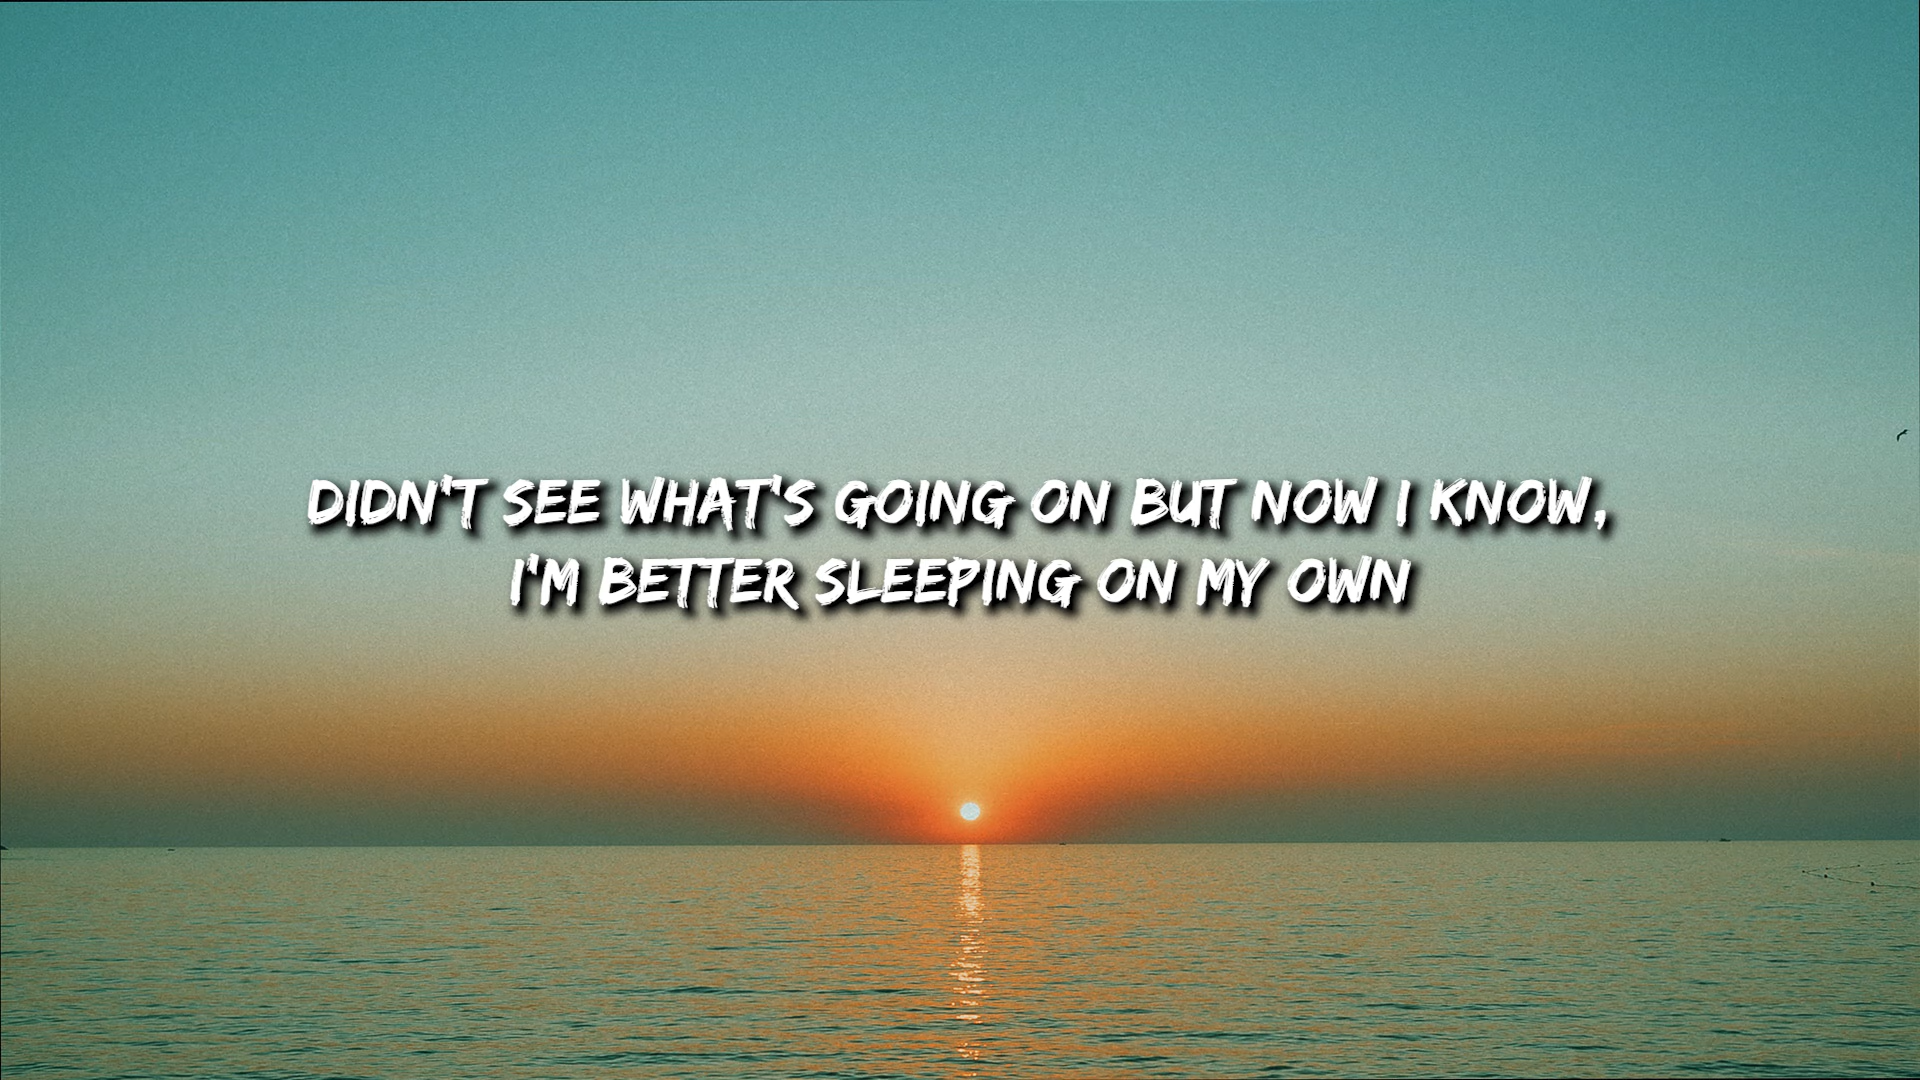 DIDN'T SEE WHAT'S GOING ON BUT NOW I KNOW,
I'M BETTER SLEEPING ON MY OWN